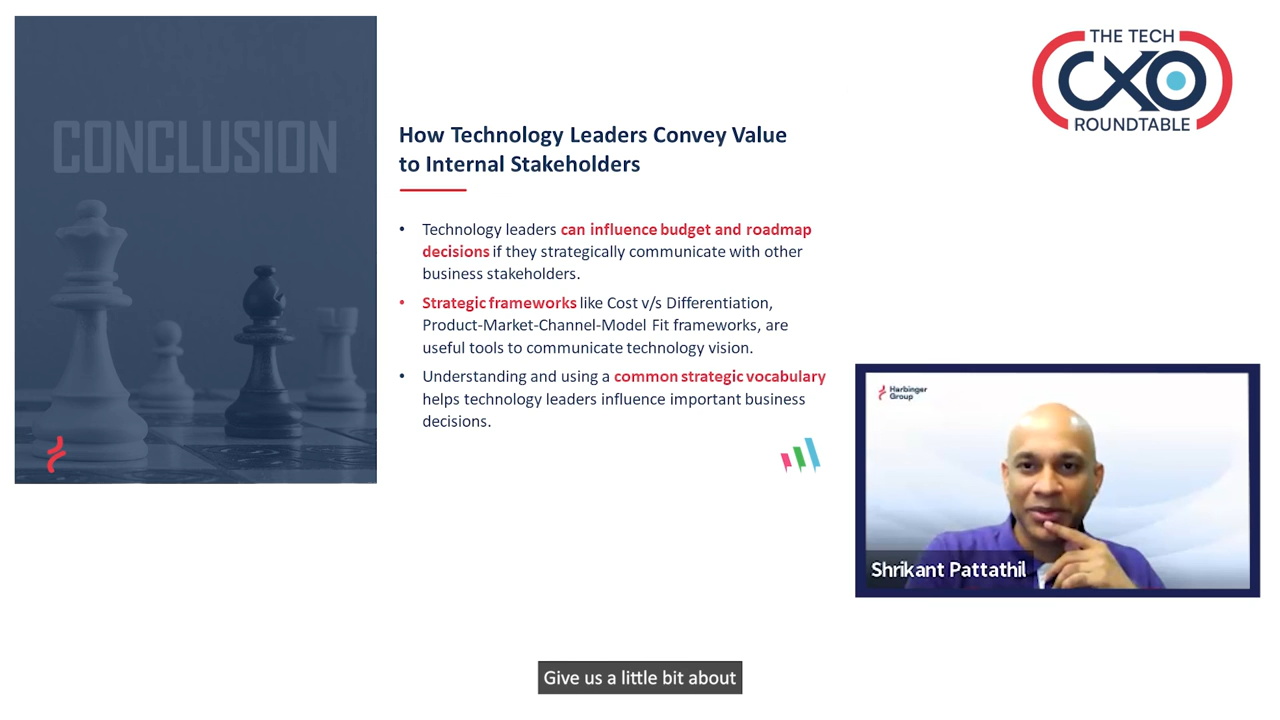 CONCLUSION
How Technology Leaders Convey Value
to Internal Stakeholders
• Technology leaders can influence budget and roadmap
decisions if they strategically communicate with other
business stakeholders.
• Strategic frameworks like Cost v/s Differentiation,
Product-Market-Channel-Model Fit frameworks, are
useful tools to communicate technology vision.
• Understanding and using a common strategic vocabulary
helps technology leaders influence important business
decisions.
THE TECH
CXO
ROUNDTABLE
Harbinger
Group
Shrikant Pattathil
Give us a little bit about